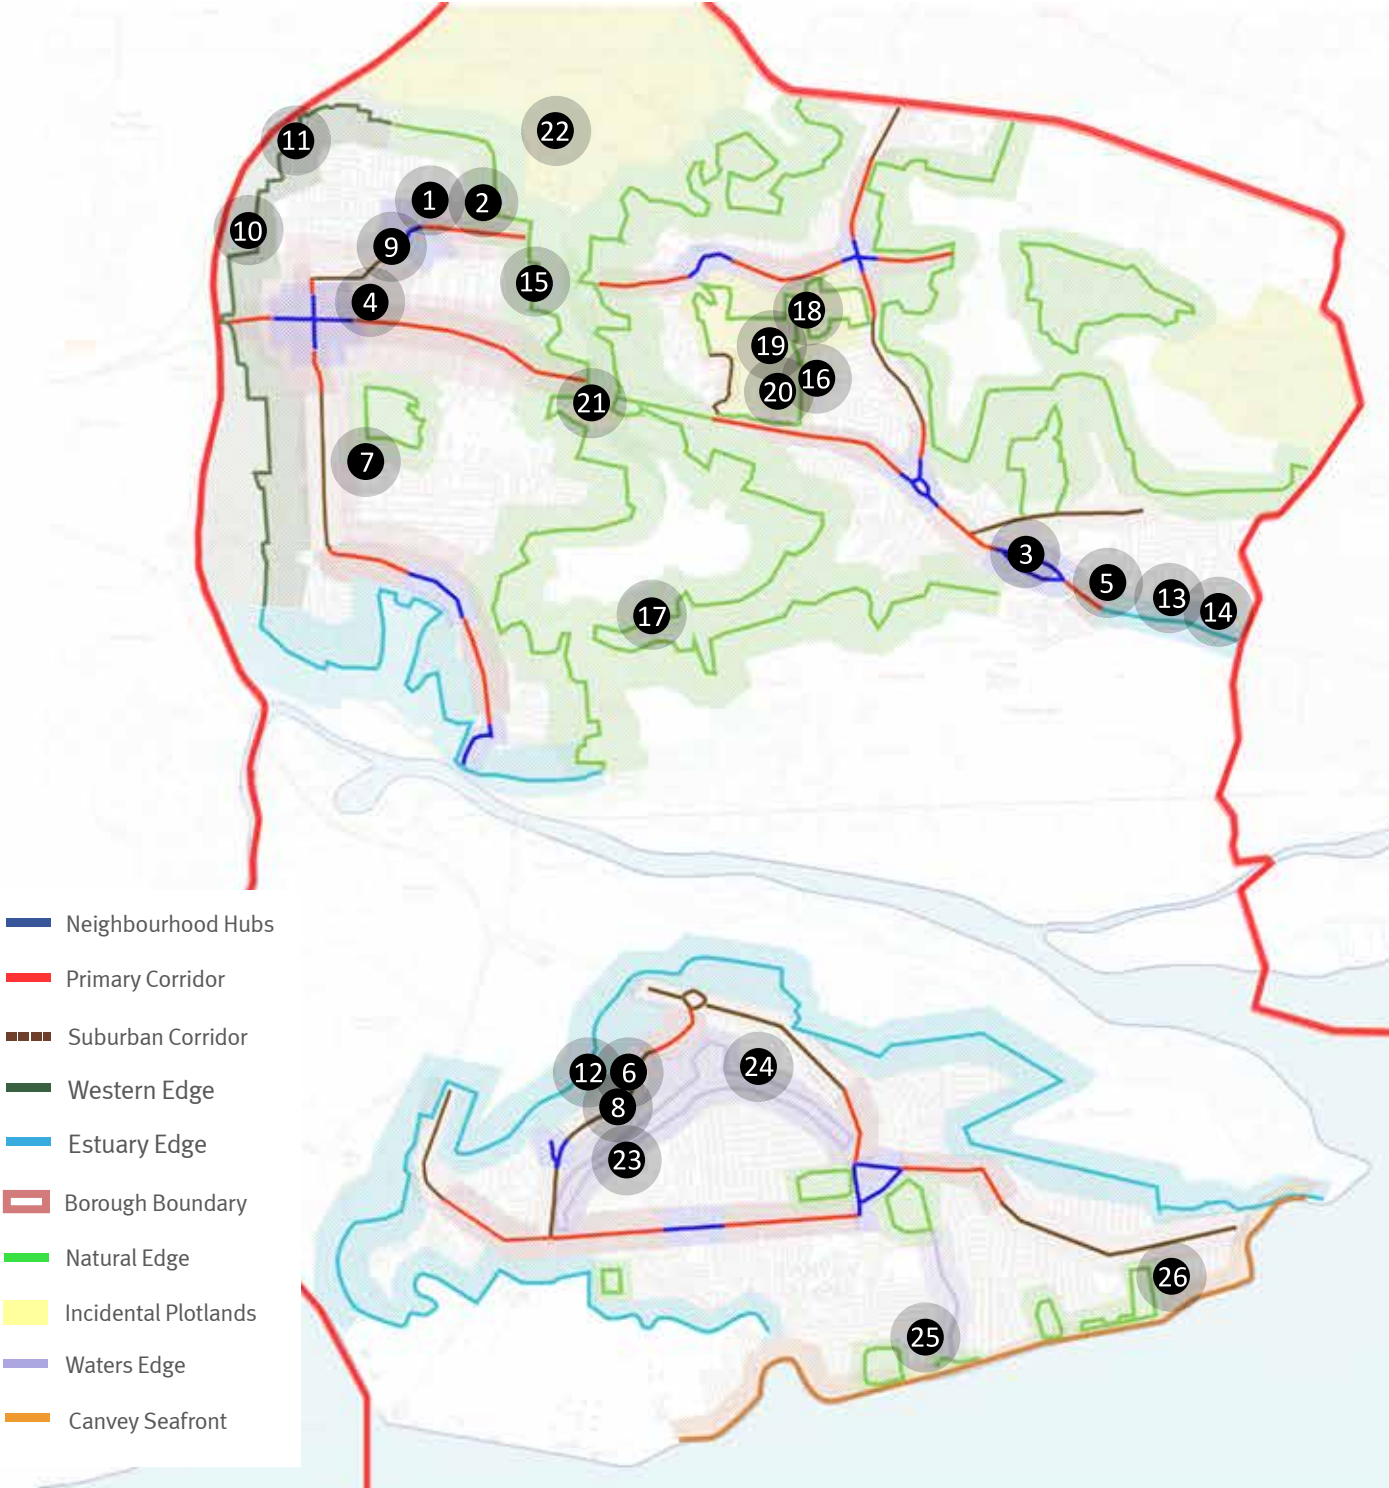 22
11
1
2
10
9
15
4
18
19
16
20
21
7
3
5
13
14
17
Neighbourhood Hubs
Primary Corridor
Suburban Corridor
Western Edge
Estuary Edge
Borough Boundary
Natural Edge
Incidental Plotlands
Waters Edge
Canvey Seafront
12
6
24
8
23
26
25